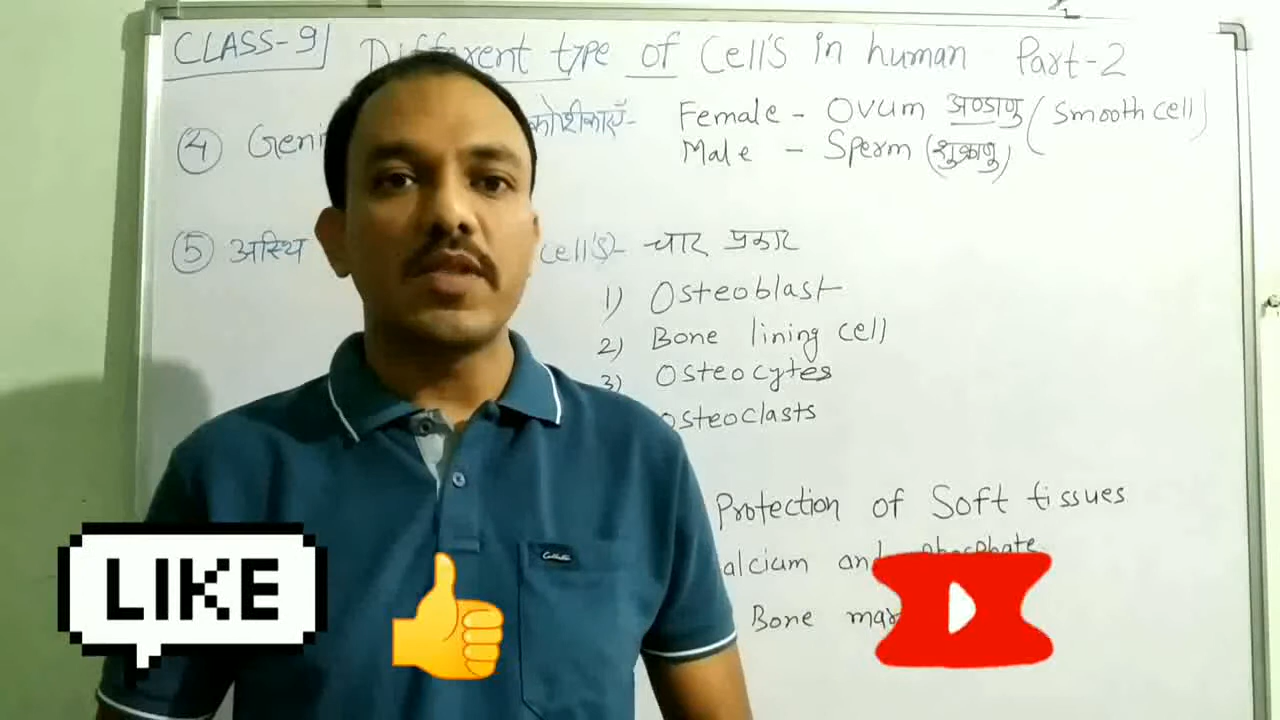 CLASS-9 Different type of Cell's in human Part-2
④ कोशीकाएँ- Female - Ovum अण्डाणु (Smooth cell)
Male - Sperm (शुक्राणु)
⑤ अस्थि cell's)- चार प्रकार
1) Osteoblast
2) Bone lining cell
3) Osteocytes
Osteoclasts
Protection of Soft tissues
alcium and phosphate
Bone mar
LIKE